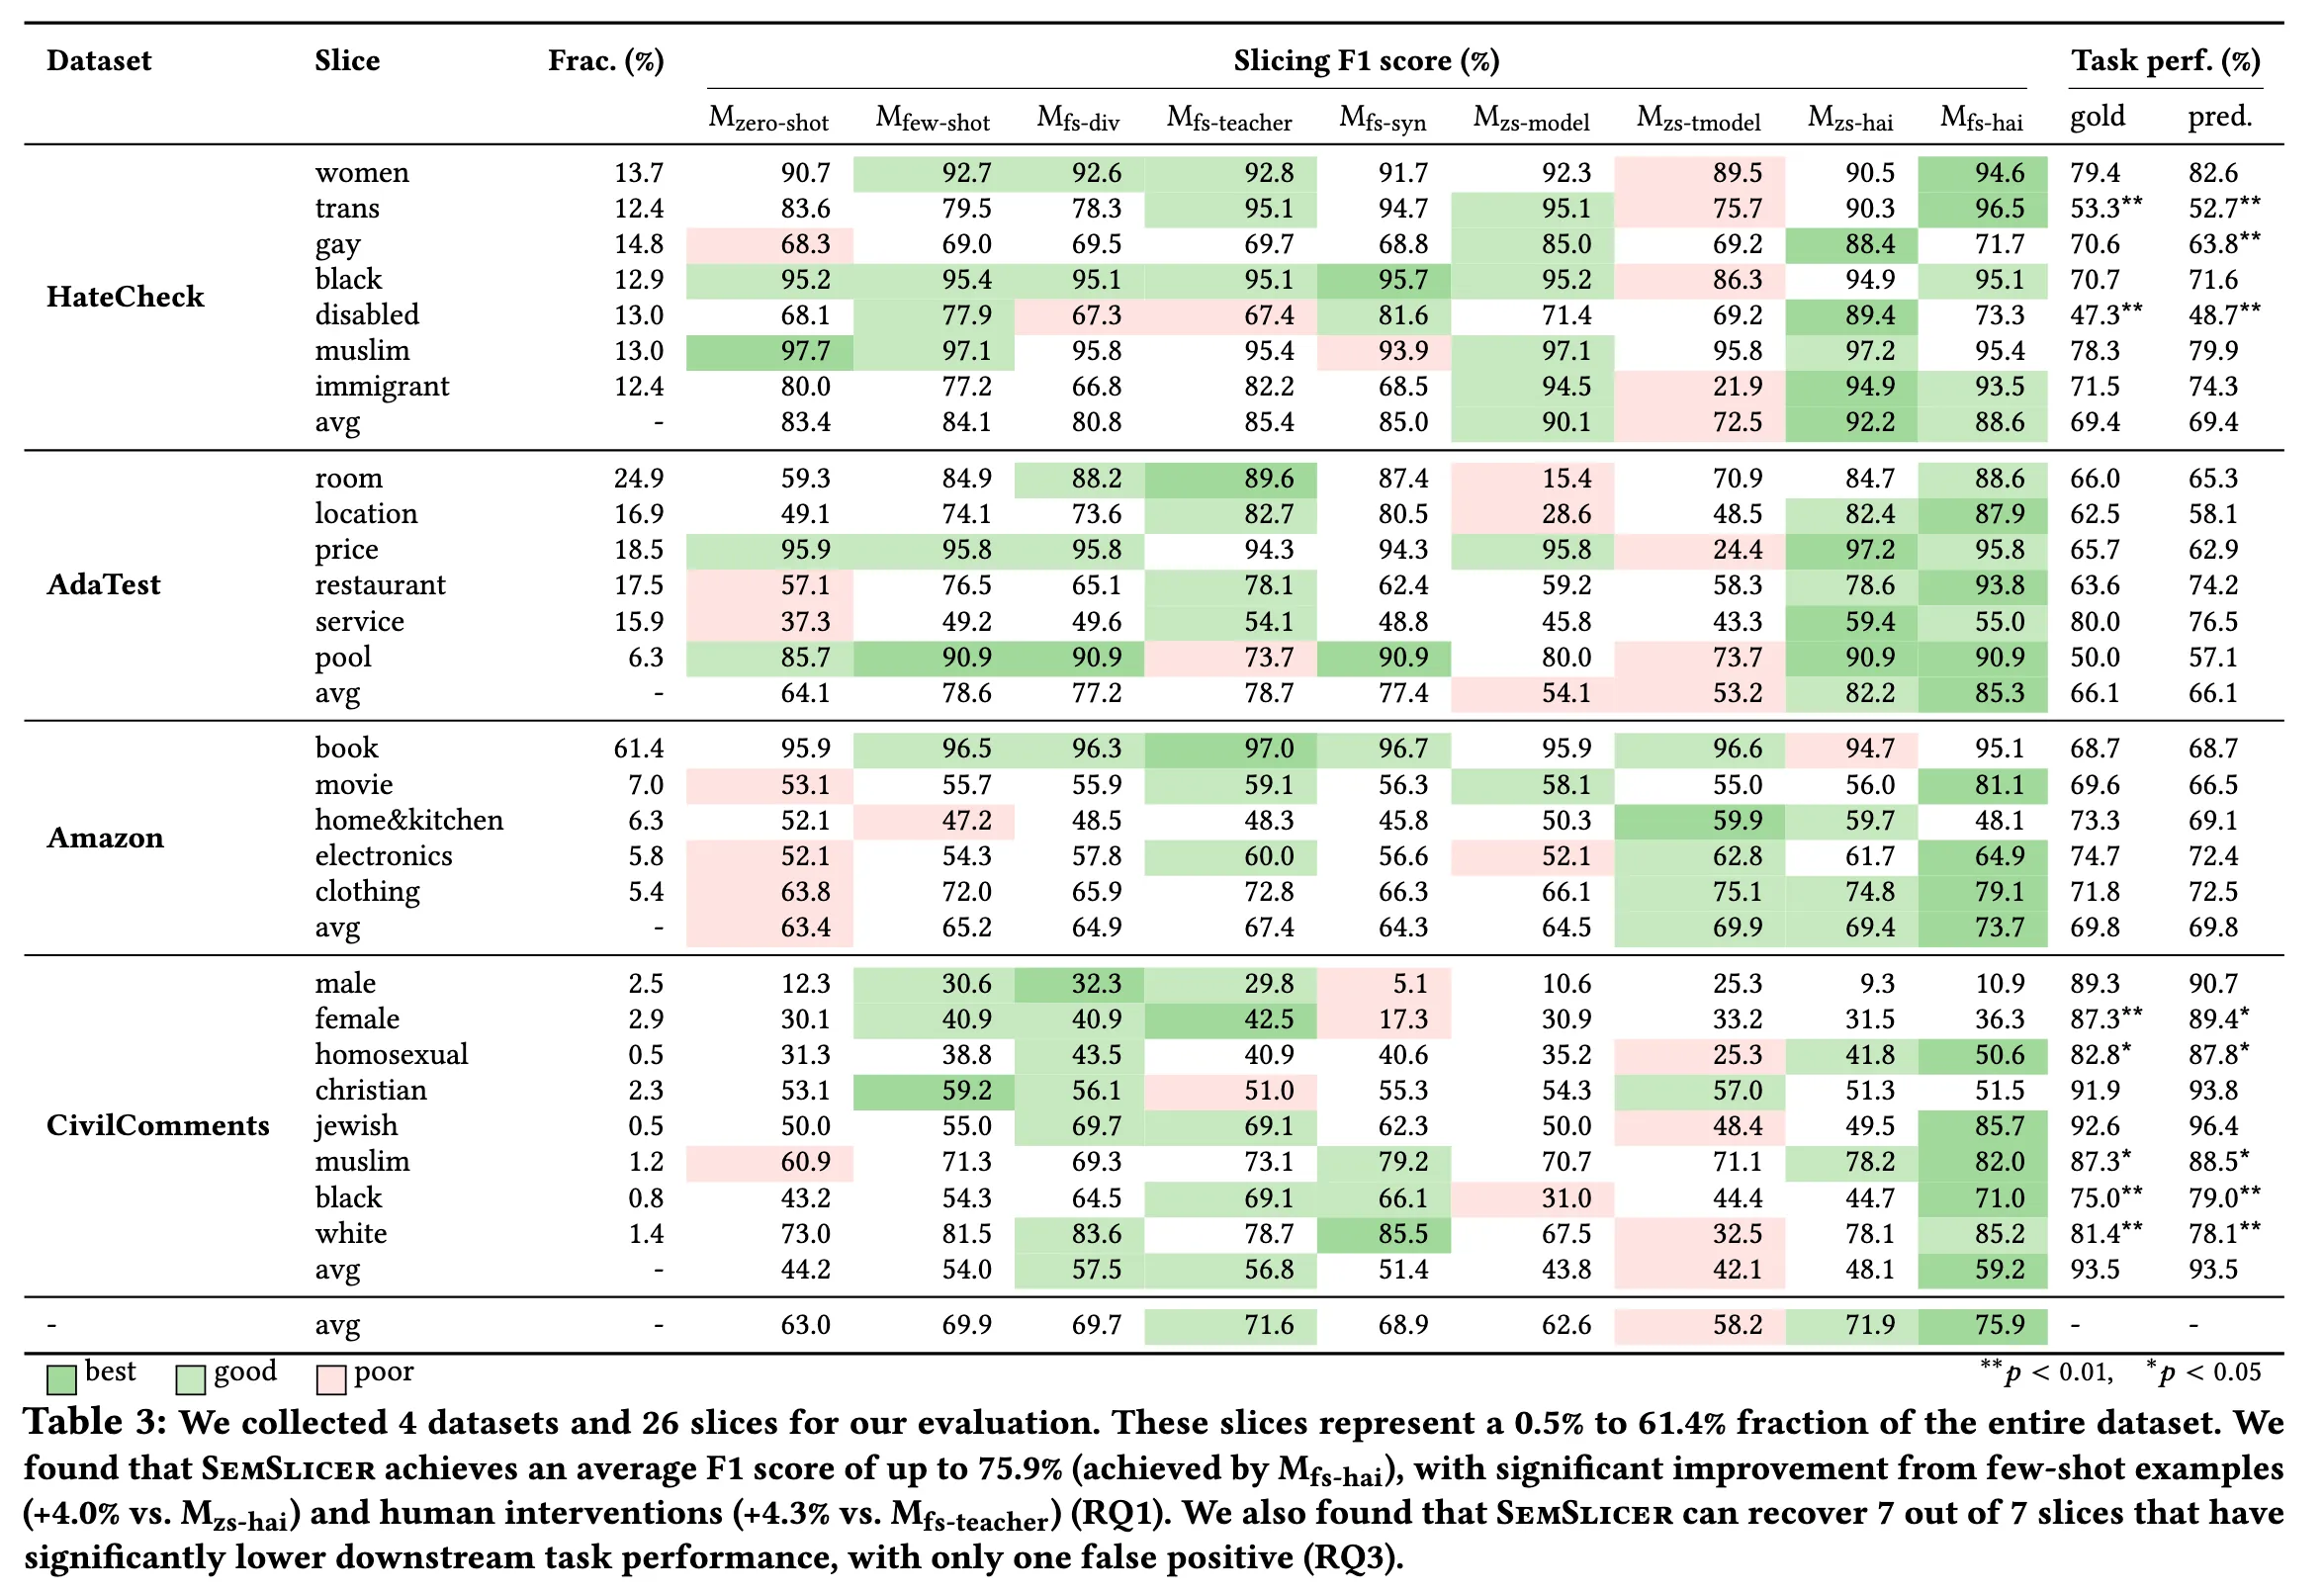 Dataset Slice Frac. (%) Slicing F1 score (%) Task perf. (%)
Mzero-shot Mfew-shot Mfs-div Mfs-teacher Mfs-syn Mzs-model Mzs-tmodel Mzs-hai Mfs-hai gold pred.
women 13.7 90.7 92.7 92.6 92.8 91.7 92.3 89.5 90.5 94.6 79.4 82.6
trans 12.4 83.6 79.5 78.3 95.1 94.7 95.1 75.7 90.3 96.5 53.3** 52.7**
gay 14.8 68.3 69.0 69.5 69.7 68.8 85.0 69.2 88.4 71.7 70.6 63.8**
black 12.9 95.2 95.4 95.1 95.1 95.7 95.2 86.3 94.9 95.1 70.7 71.6
HateCheck
disabled 13.0 68.1 77.9 67.3 67.4 81.6 71.4 69.2 89.4 73.3 47.3** 48.7**
muslim 13.0 97.7 97.1 95.8 95.4 93.9 97.1 95.8 97.2 95.4 78.3 79.9
immigrant 12.4 80.0 77.2 66.8 82.2 68.5 94.5 21.9 94.9 93.5 71.5 74.3
avg - 83.4 84.1 80.8 85.4 85.0 90.1 72.5 92.2 88.6 69.4 69.4
room 24.9 59.3 84.9 88.2 89.6 87.4 15.4 70.9 84.7 88.6 66.0 65.3
location 16.9 49.1 74.1 73.6 82.7 80.5 28.6 48.5 82.4 87.9 62.5 58.1
price 18.5 95.9 95.8 95.8 94.3 94.3 95.8 24.4 97.2 95.8 65.7 62.9
AdaTest restaurant 17.5 57.1 76.5 65.1 78.1 62.4 59.2 58.3 78.6 93.8 63.6 74.2
service 15.9 37.3 49.2 49.6 54.1 48.8 45.8 43.3 59.4 55.0 80.0 76.5
pool 6.3 85.7 90.9 90.9 73.7 90.9 80.0 73.7 90.9 90.9 50.0 57.1
avg - 64.1 78.6 77.2 78.7 77.4 54.1 53.2 82.2 85.3 66.1 66.1
book 61.4 95.9 96.5 96.3 97.0 96.7 95.9 96.6 94.7 95.1 68.7 68.7
movie 7.0 53.1 55.7 55.9 59.1 56.3 58.1 55.0 56.0 81.1 69.6 66.5
home&kitchen 6.3 52.1 47.2 48.5 48.3 45.8 50.3 59.9 59.7 48.1 73.3 69.1
Amazon
electronics 5.8 52.1 54.3 57.8 60.0 56.6 52.1 62.8 61.7 64.9 74.7 72.4
clothing 5.4 63.8 72.0 65.9 72.8 66.3 66.1 75.1 74.8 79.1 71.8 72.5
avg - 63.4 65.2 64.9 67.4 64.3 64.5 69.9 69.4 73.7 69.8 69.8
male 2.5 12.3 30.6 32.3 29.8 5.1 10.6 25.3 9.3 10.9 89.3 90.7
female 2.9 30.1 40.9 40.9 42.5 17.3 30.9 33.2 31.5 36.3 87.3** 89.4*
homosexual 0.5 31.3 38.8 43.5 40.9 40.6 35.2 25.3 41.8 50.6 82.8* 87.8*
christian 2.3 53.1 59.2 56.1 51.0 55.3 54.3 57.0 51.3 51.5 91.9 93.8
CivilComments jewish 0.5 50.0 55.0 69.7 69.1 62.3 50.0 48.4 49.5 85.7 92.6 96.4
muslim 1.2 60.9 71.3 69.3 73.1 79.2 70.7 71.1 78.2 82.0 87.3* 88.5*
black 0.8 43.2 54.3 64.5 69.1 66.1 31.0 44.4 44.7 71.0 75.0** 79.0**
white 1.4 73.0 81.5 83.6 78.7 85.5 67.5 32.5 78.1 85.2 81.4** 78.1**
avg - 44.2 54.0 57.5 56.8 51.4 43.8 42.1 48.1 59.2 93.5 93.5
- avg - 63.0 69.9 69.7 71.6 68.9 62.6 58.2 71.9 75.9 - -
best good poor **p < 0.01, *p < 0.05
Table 3: We collected 4 datasets and 26 slices for our evaluation. These slices represent a 0.5% to 61.4% fraction of the entire dataset. We
found that SEMSLICER achieves an average F1 score of up to 75.9% (achieved by Mfs-hai), with significant improvement from few-shot examples
(+4.0% vs. Mzs-hai) and human interventions (+4.3% vs. Mfs-teacher) (RQ1). We also found that SEMSLICER can recover 7 out of 7 slices that have
significantly lower downstream task performance, with only one false positive (RQ3).